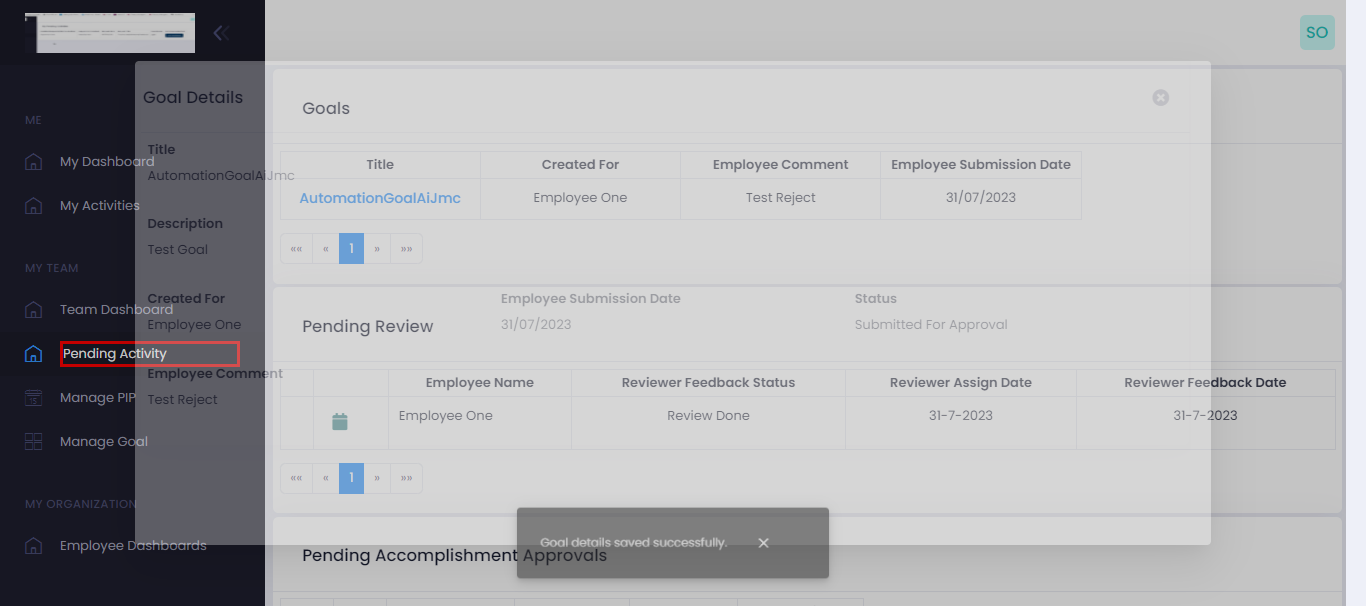 SO
ME
My Dashboard
My Activities
MY TEAM
Team Dashboard
Pending Activity
Manage PIP
Manage Goal
MY ORGANIZATION
Employee Dashboards
Goal Details
Title
AutomationGoalAiJmc
Description
Test Goal
Created For
Employee One
Employee Submission Date
31/07/2023
Status
Submitted For Approval
Employee Comment
Test Reject
Goals
Title Created For Employee Comment Employee Submission Date
AutomationGoalAiJmc Employee One Test Reject 31/07/2023
«« « 1 » »»
Pending Review
Employee Name Reviewer Feedback Status Reviewer Assign Date Reviewer Feedback Date
Employee One Review Done 31-7-2023 31-7-2023
«« « 1 » »»
Pending Accomplishment Approvals
Goal details saved successfully.